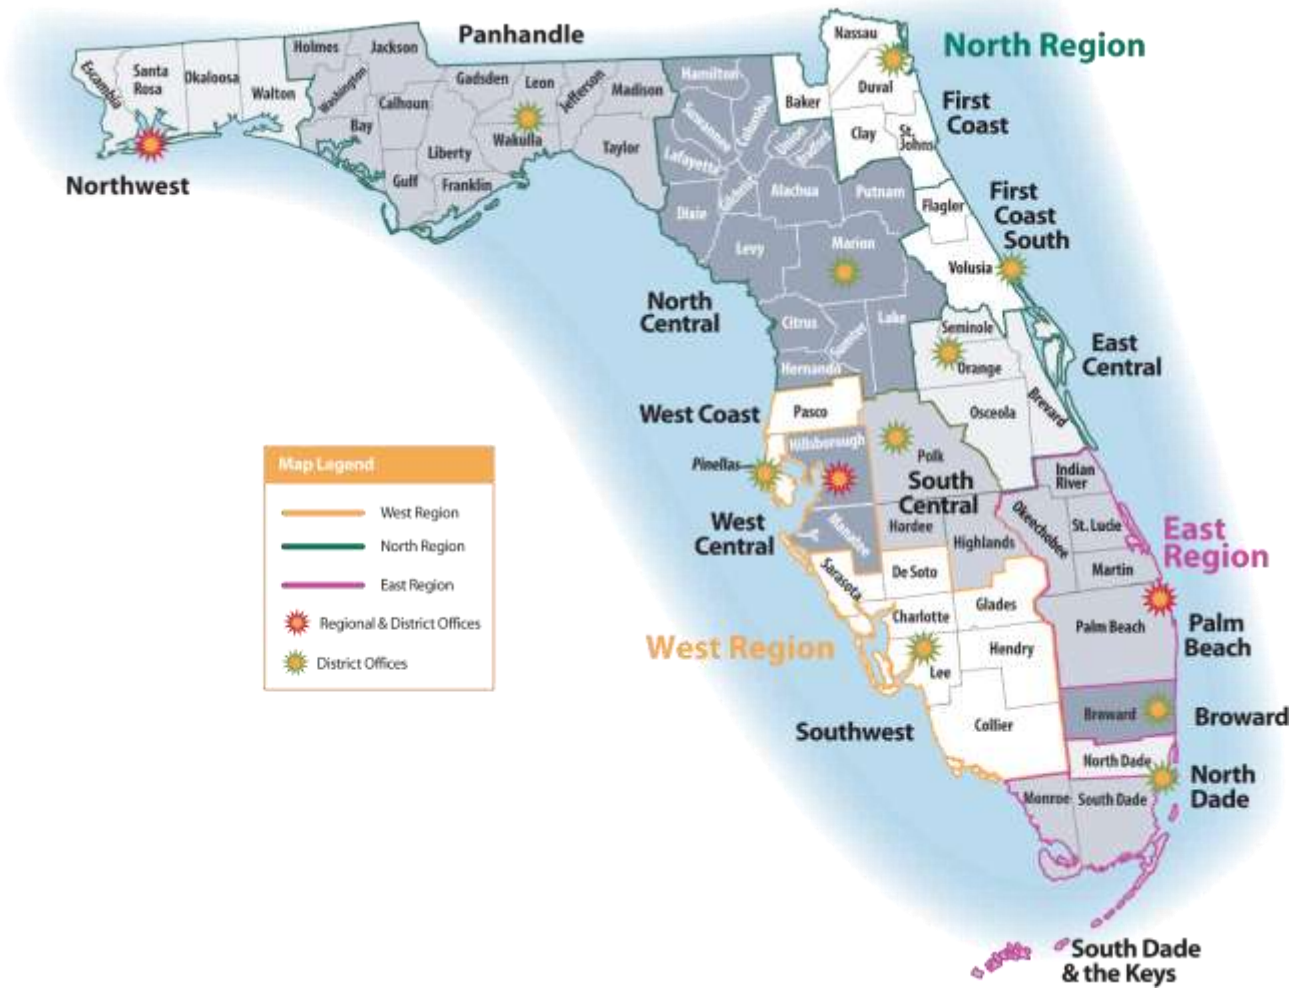 Panhandle
North Region
Nassau
Holmes
Jackson
Escambia
Santa
Rosa
Okaloosa
Walton
Washington
Calhoun
Gadsden
Leon
Jefferson
Madison
Hamilton
Baker
Duval
First
Coast
Bay
Liberty
Wakulla
Taylor
Suwannee
Columbia
Union
Bradford
Clay
St.
Johns
Lafayette
Northwest
Gulf
Franklin
Gilchrist
Alachua
Putnam
Dixie
Flagler
First
Coast
South
Levy
Marion
Volusia
North
Central
Citrus
Sumter
Lake
Seminole
Orange
East
Central
Hernando
West Coast
Pasco
Osceola
Brevard
Hillsborough
Pinellas
Polk
South
Central
Indian
River
West
Central
Manatee
Hardee
Highlands
Okeechobee
St. Lucie
East
Region
Martin
Sarasota
De Soto
Charlotte
Glades
West Region
Palm Beach
Palm
Beach
Lee
Hendry
Southwest
Collier
Broward
Broward
North Dade
North
Dade
Monroe
South Dade
South Dade
& the Keys
Map Legend
West Region
North Region
East Region
Regional & District Offices
District Offices